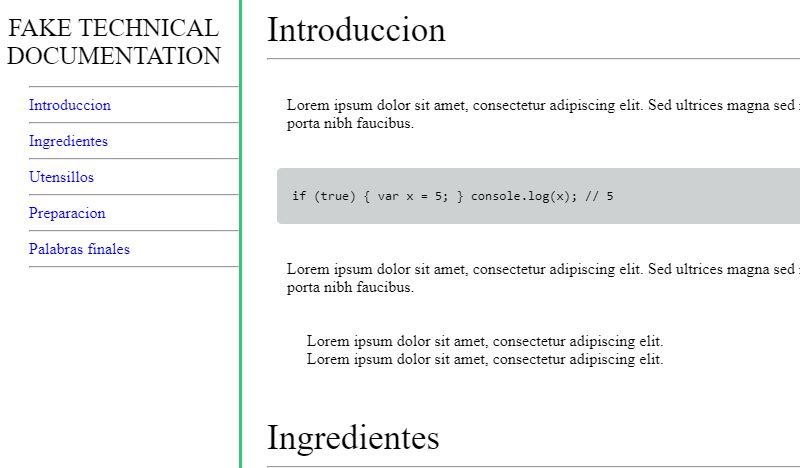 FAKE TECHNICAL
DOCUMENTATION
Introduccion
Ingredientes
Utensillos
Preparacion
Palabras finales
Introduccion
Lorem ipsum dolor sit amet, consectetur adipiscing elit. Sed ultrices magna sed
porta nibh faucibus.
if (true) { var x = 5; } console.log(x); // 5
Lorem ipsum dolor sit amet, consectetur adipiscing elit. Sed ultrices magna sed
porta nibh faucibus.
Lorem ipsum dolor sit amet, consectetur adipiscing elit.
Lorem ipsum dolor sit amet, consectetur adipiscing elit.
Ingredientes